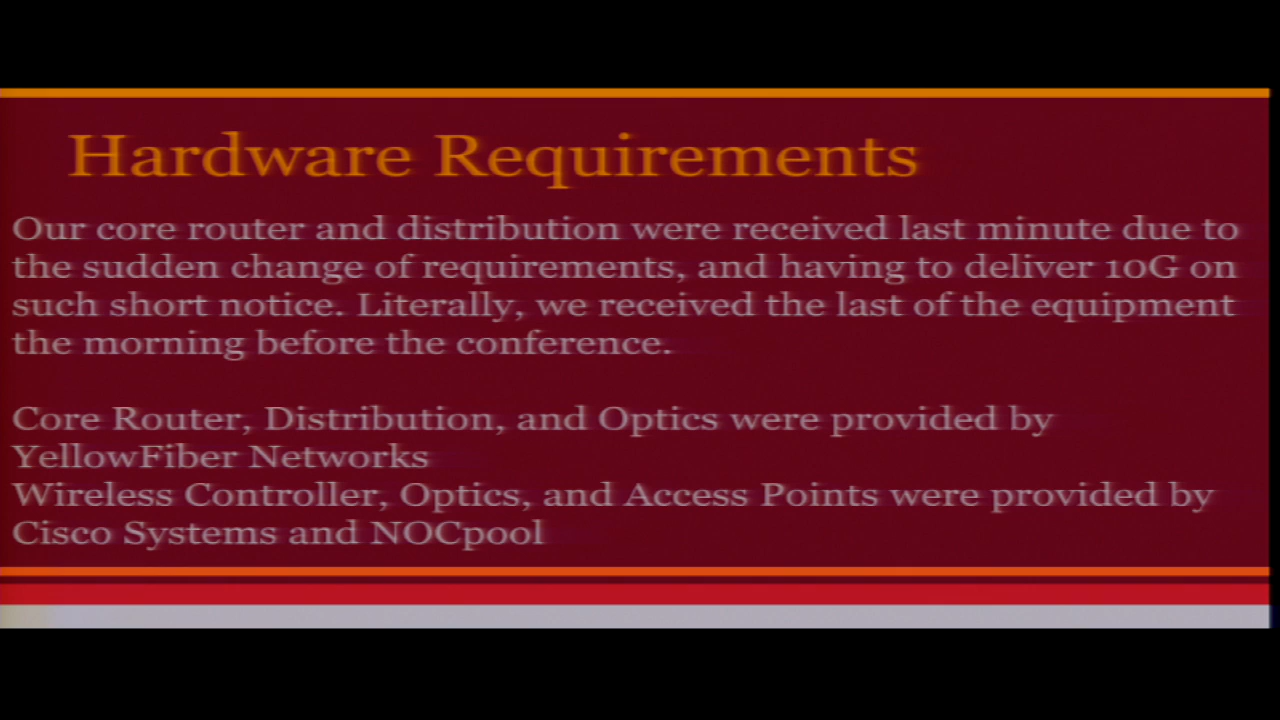 Hardware Requirements
Our core router and distribution were received last minute due to
the sudden change of requirements, and having to deliver 10G on
such short notice. Literally, we received the last of the equipment
the morning before the conference.
Core Router, Distribution, and Optics were provided by
YellowFiber Networks
Wireless Controller, Optics, and Access Points were provided by
Cisco Systems and NOCpool